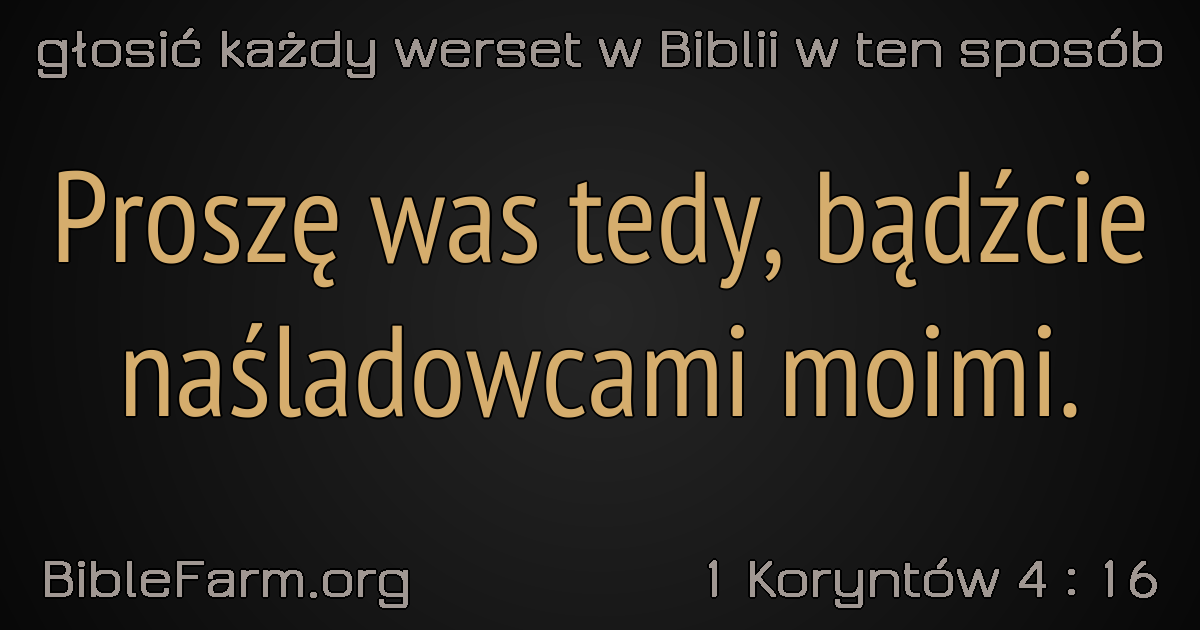 głosić każdy werset w Biblii w ten sposób
Proszę was tedy, bądźcie
naśladowcami moimi.
BibleFarm.org
1 Koryntów 4 : 16